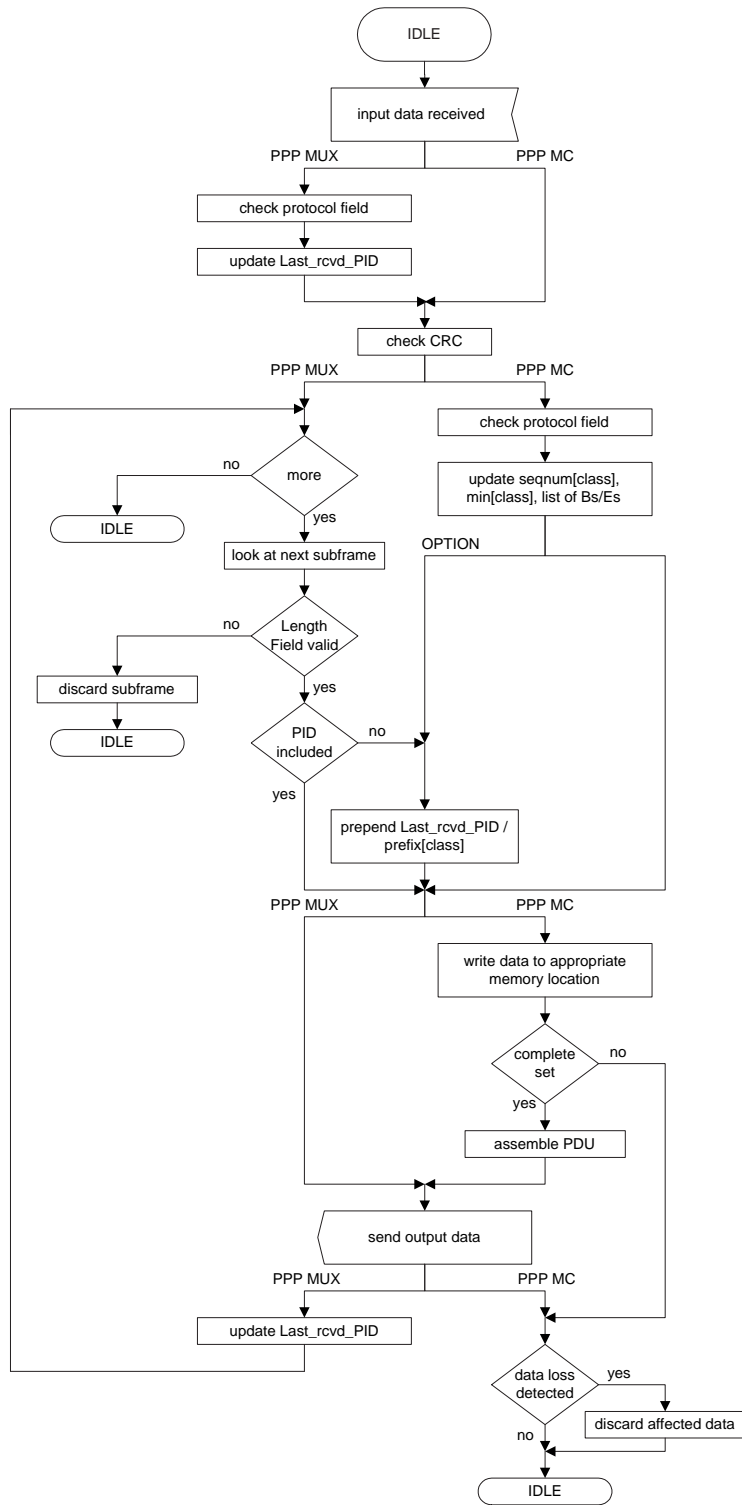 IDLE
input data received
PPP MUX
PPP MC
check protocol field
update Last_rcvd_PID
check CRC
PPP MUX
PPP MC
check protocol field
no
more
update seqnum[class],
min[class], list of Bs/Es
IDLE
yes
OPTION
look at next subframe
no
Length
Field valid
discard subframe
yes
IDLE
PID
included
no
yes
prepend Last_rcvd_PID /
prefix[class]
PPP MUX
PPP MC
write data to appropriate
memory location
complete
set
no
yes
assemble PDU
send output data
PPP MUX
PPP MC
update Last_rcvd_PID
data loss
detected
yes
discard affected data
no
IDLE